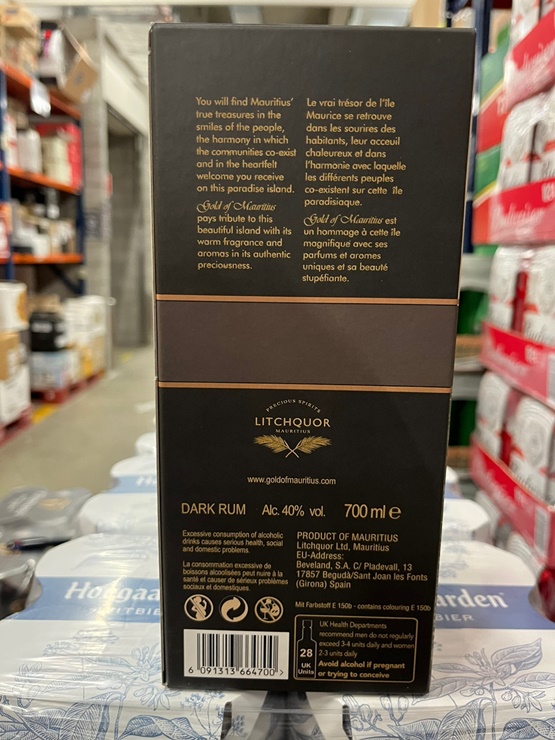 You will find Mauritius'
true treasures in the
smiles of the people,
the harmony in which
the communities co-exist
and in the heartfelt
welcome you receive
on this paradise island.
Gold of Mauritius
pays tribute to this
beautiful island with its
warm fragrance and
aromas in its authentic
preciousness.
Le vrai trésor de l'île
Maurice se retrouve
dans les sourires des
habitants, leur acceuil
chaleureux et dans
l'harmonie avec laquelle
les différents peuples
co-existent sur cette île
paradisiaque.
Gold of Mauritius est
un hommage à cette île
magnifique avec ses
parfums et aromes
uniques et sa beauté
stupéfiante.
PRECIOUS SPIRITS
LITCHQUOR
MAURITIUS
www.goldofmauritius.com
DARK RUM Alc. 40% vol. 700 ml e
Excessive consumption of alcoholic
drinks causes serious health, social
and domestic problems.
La consommation excessive de
boissons alcoolisées peut nuire à la
santé et causer de sérieux problèmes
sociaux et domestiques.
PRODUCT OF MAURITIUS
Litchquor Ltd, Mauritius
EU-Address:
Beveland, S.A. C/ Pladevall, 13
17857 Begudà/Sant Joan les Fonts
(Girona) Spain
Mit Farbstoff E 150b - contains colouring E 150b
6 091313 664700 >
28
UK
Units
UK Health Departments
recommend men do not regularly
exceed 3-4 units daily and women
2-3 units daily
Avoid alcohol if pregnant
or trying to conceive
Hoegaarden
WITBIER